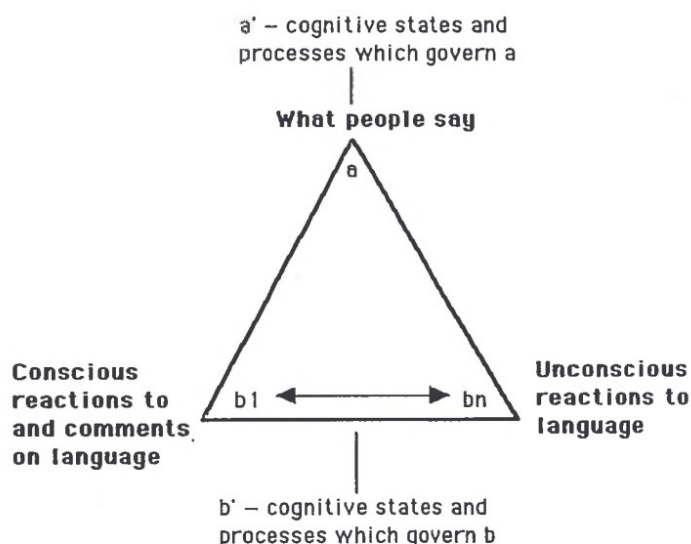 a' – cognitive states and
processes which govern a
What people say
a
Conscious
reactions to
and comments
on language
b1
bn
Unconscious
reactions to
language
b' – cognitive states and
processes which govern b